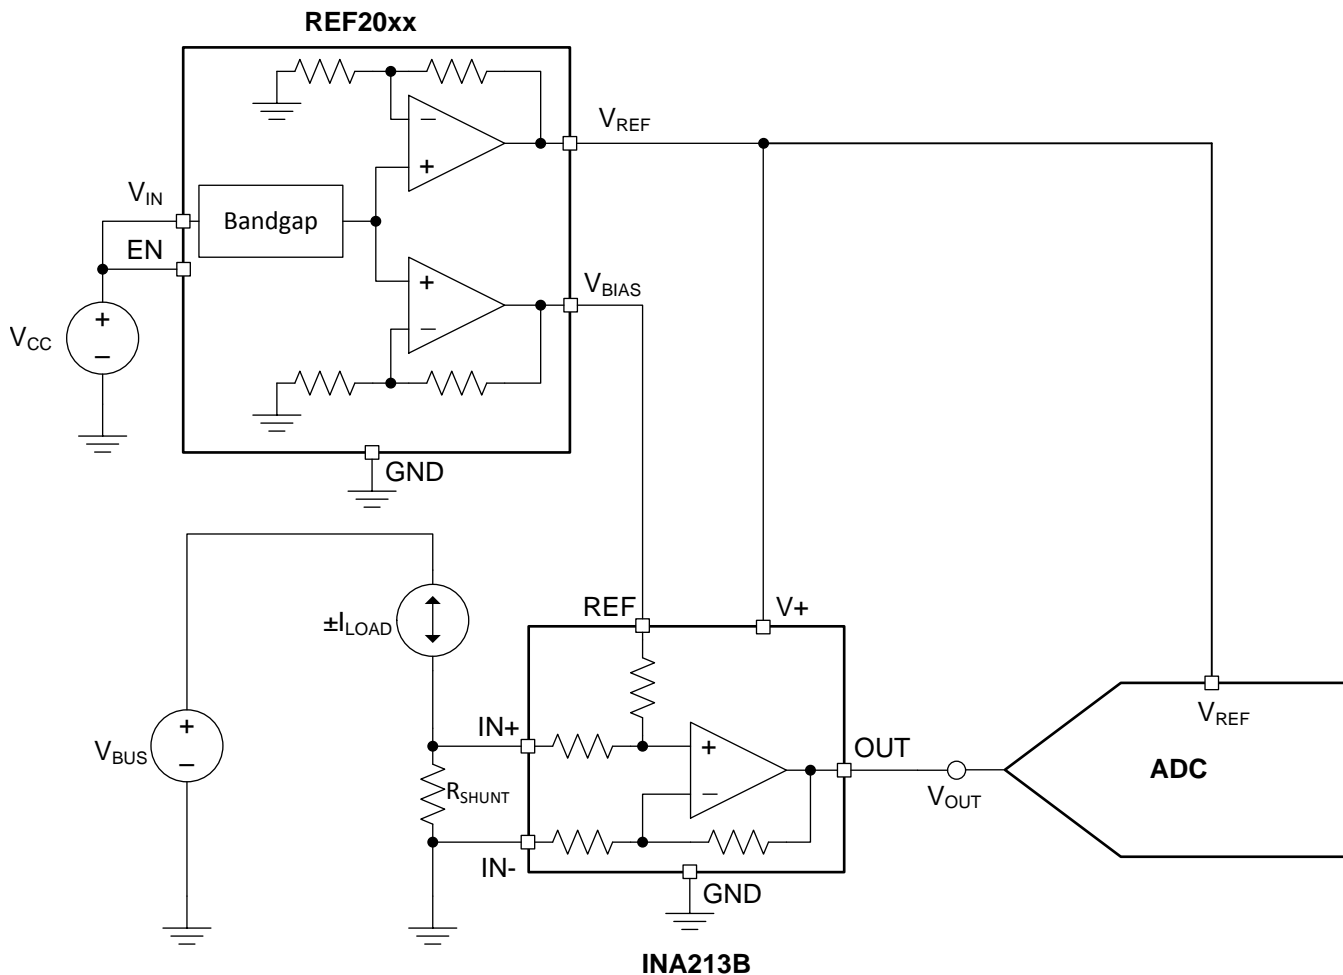 REF20xx
VREF
VIN
Bandgap
EN
VBIAS
+
−
+
−
+
−
VCC
GND
REF
V+
±ILOAD
IN+
VREF
+
−
VBUS
+
−
OUT
ADC
RSHUNT
VOUT
IN-
GND
INA213B